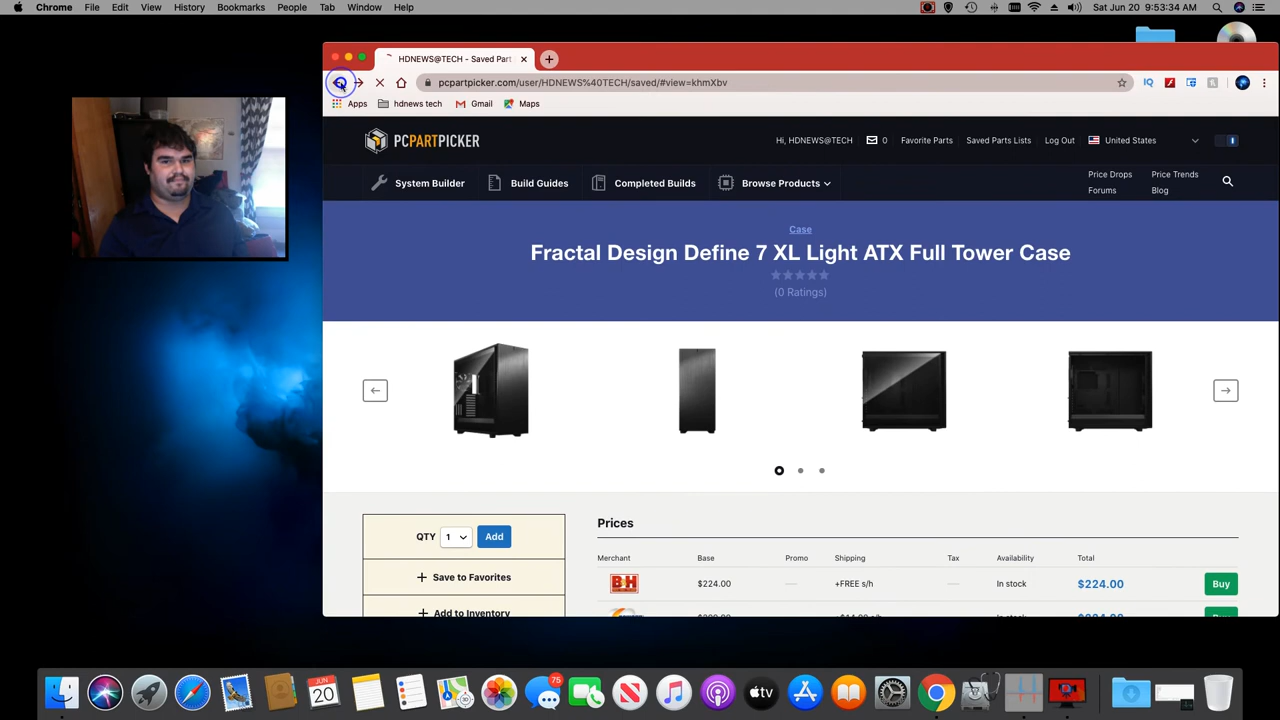 Chrome File Edit View History Bookmarks People Tab Window Help Sat Jun 20 9:53:34 AM
HDNEWS@TECH - Saved Part
pcpartpicker.com/user/HDNEWS%40TECH/saved/#view=khmXbv
Apps hdnews tech Gmail Maps
PCPARTPICKER Hi, HDNEWS@TECH 0 Favorite Parts Saved Parts Lists Log Out United States
System Builder Build Guides Completed Builds Browse Products
Price Drops Price Trends
Forums Blog
Case
Fractal Design Define 7 XL Light ATX Full Tower Case
(0 Ratings)
QTY 1 Add
Save to Favorites
Add to Inventory
Prices
Merchant Base Promo Shipping Tax Availability Total
B&H $224.00 — +FREE s/h — In stock $224.00 Buy
75
JUN
20
tv